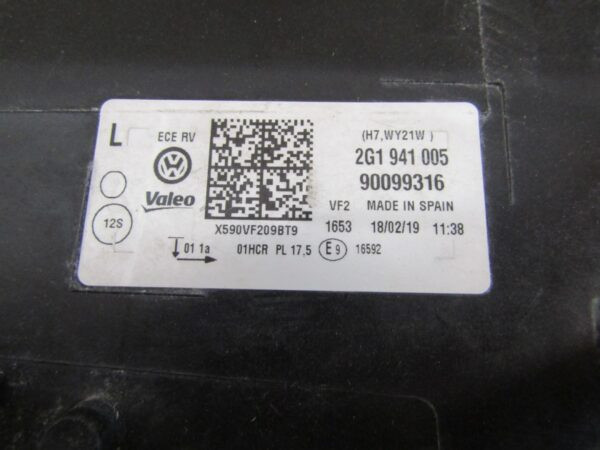 L
ECE RV
(H7,WY21W )
2G1 941 005
90099316
VW
Valeo
12S
X590VF209BT9
VF2 MADE IN SPAIN
1653 18/02/19 11:38
01 1a
01HCR PL 17,5
E9 16592